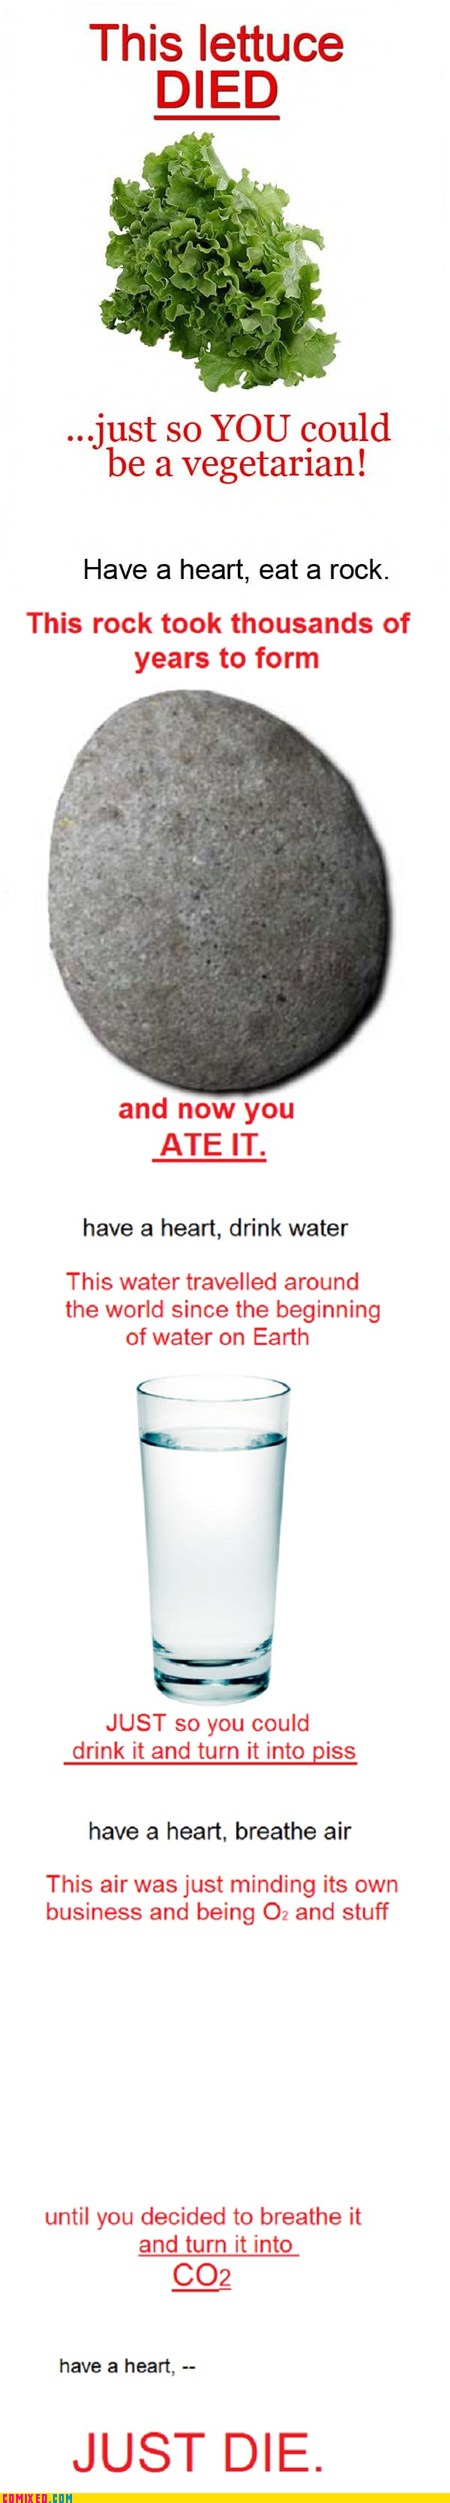 This lettuce
DIED
...just so YOU could
be a vegetarian!
Have a heart, eat a rock.
This rock took thousands of
years to form
and now you
ATE IT.
have a heart, drink water
This water travelled around
the world since the beginning
of water on Earth
JUST so you could
drink it and turn it into piss
have a heart, breathe air
This air was just minding its own
business and being O₂ and stuff
until you decided to breathe it
and turn it into
CO2
have a heart, --
JUST DIE.
COMIXED.COM